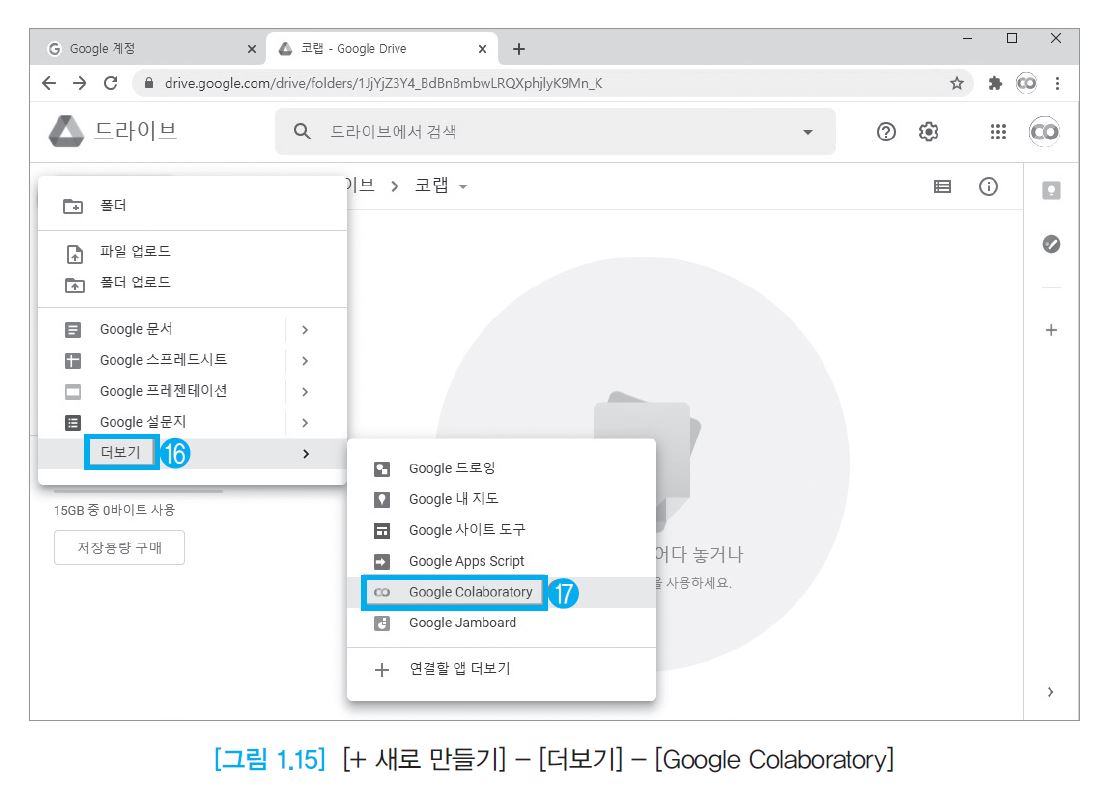 Google 계정
코랩 - Google Drive
drive.google.com/drive/folders/1JjYjZ3Y4_BdBnBmbwLRQXphjlyK9Mn_K
드라이브
드라이브에서 검색
이브 > 코랩
폴더
파일 업로드
폴더 업로드
Google 문서
Google 스프레드시트
Google 프레젠테이션
Google 설문지
더보기 16
Google 드로잉
Google 내 지도
Google 사이트 도구
Google Apps Script
Google Colaboratory 17
Google Jamboard
연결할 앱 더보기
15GB 중 0바이트 사용
저장용량 구매
어다 놓거나
을 사용하세요.
[그림 1.15] [+ 새로 만들기] – [더보기] – [Google Colaboratory]